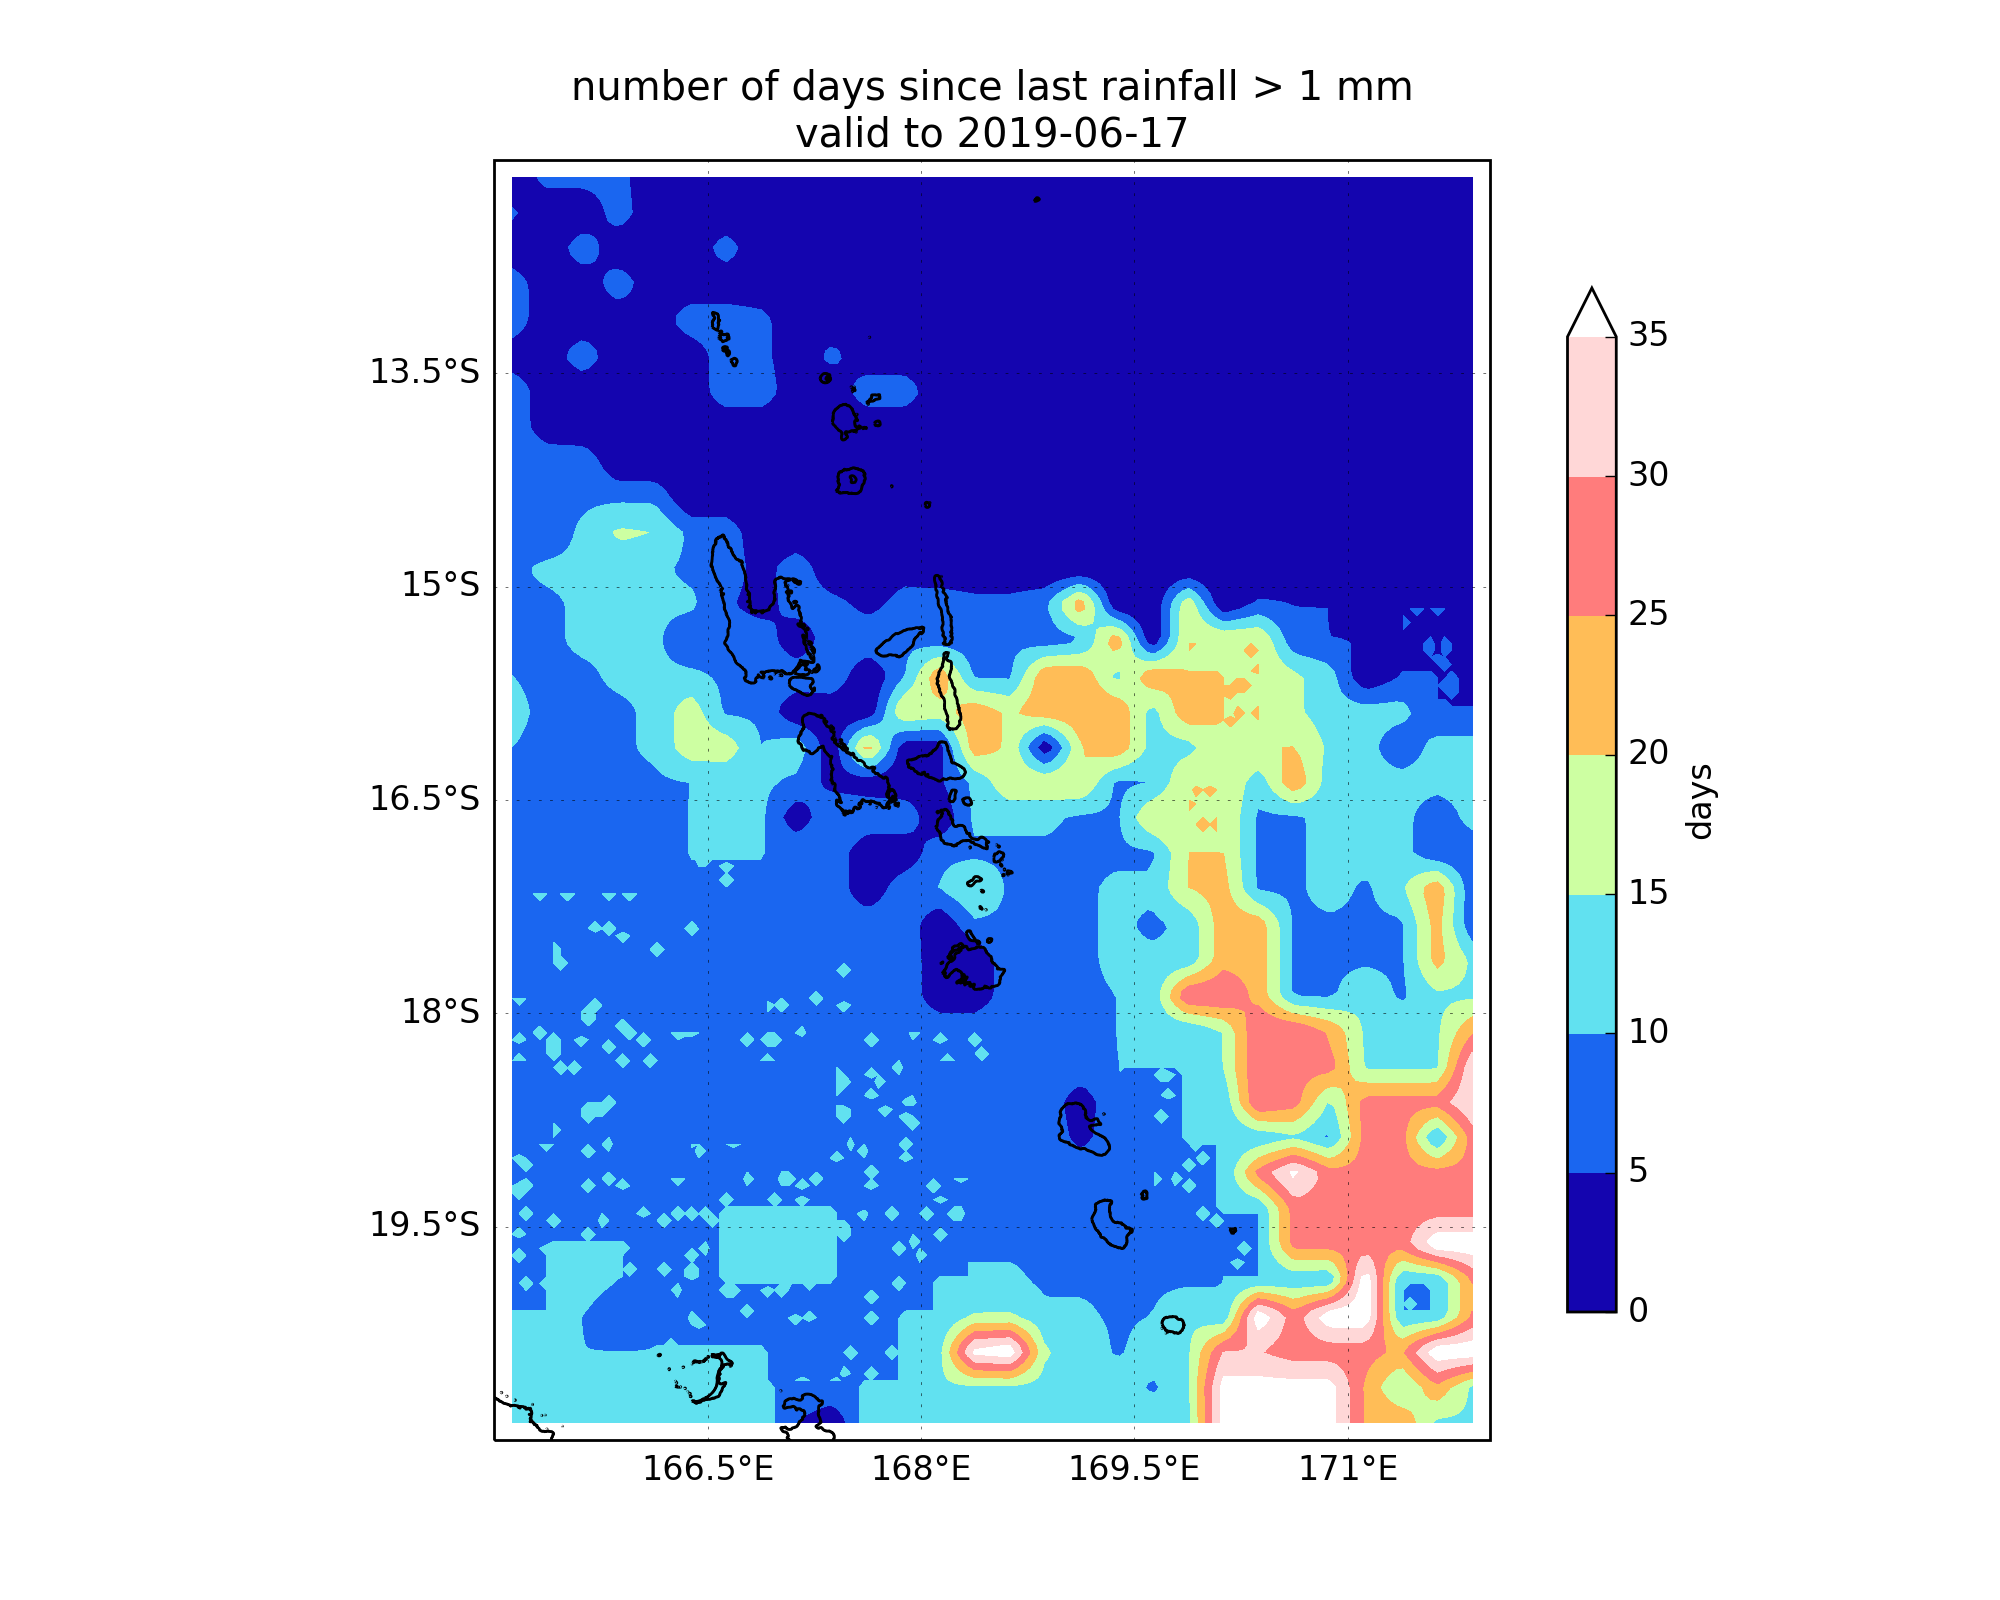 number of days since last rainfall > 1 mm
valid to 2019-06-17
13.5°S
15°S
16.5°S
18°S
19.5°S
166.5°E
168°E
169.5°E
171°E
35
30
25
20
15
10
5
0
days